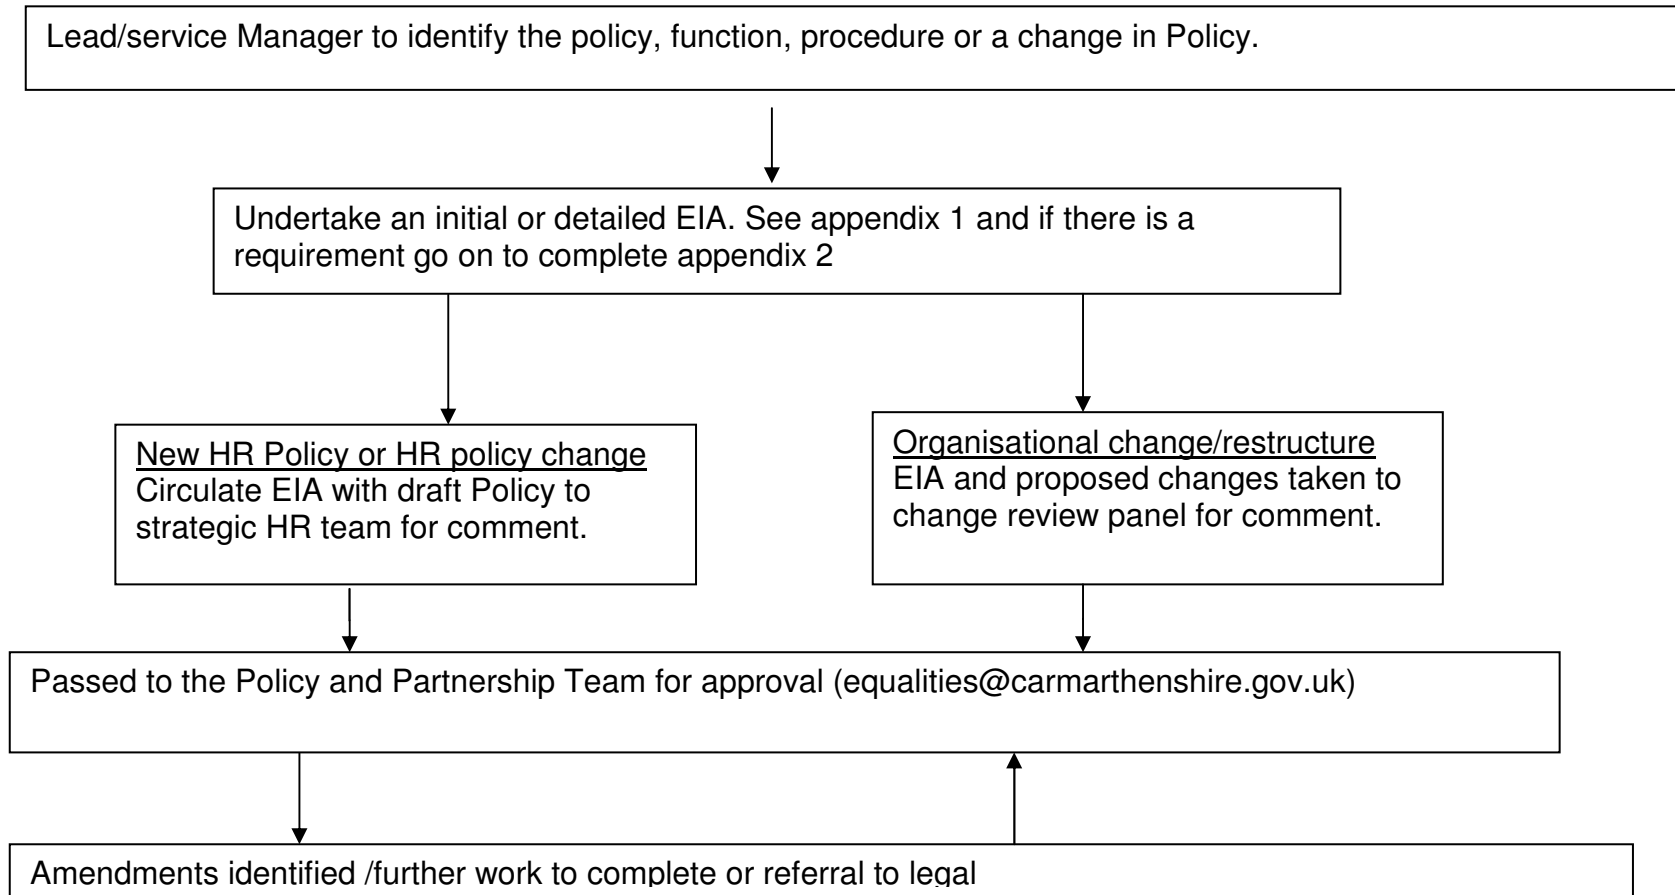 Lead/service Manager to identify the policy, function, procedure or a change in Policy.
Undertake an initial or detailed EIA. See appendix 1 and if there is a
requirement go on to complete appendix 2
New HR Policy or HR policy change
Circulate EIA with draft Policy to
strategic HR team for comment.
Organisational change/restructure
EIA and proposed changes taken to
change review panel for comment.
Passed to the Policy and Partnership Team for approval (equalities@carmarthenshire.gov.uk)
Amendments identified /further work to complete or referral to legal